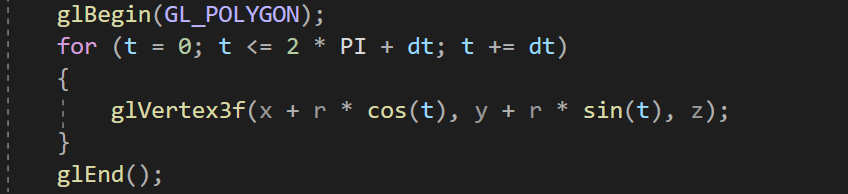 glBegin(GL_POLYGON);
for (t = 0; t <= 2 * PI + dt; t += dt)
{
glVertex3f(x + r * cos(t), y + r * sin(t), z);
}
glEnd();